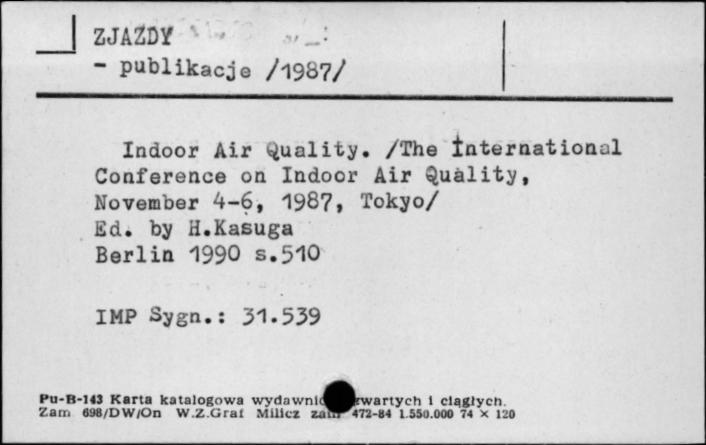 ZJAZDY
- publikacje /1987/
Indoor Air Quality. /The International
Conference on Indoor Air Quality,
November 4-6, 1987, Tokyo/
Ed. by H.Kasuga
Berlin 1990 s.510
IMP Sygn.: 31.539
Pu-B-143 Karta katalogowa wydawnic wartych i ciągłych.
Zam. 698/DW/On W.Z.Graf Milicz zam 472-84 1.550.000 74 × 120